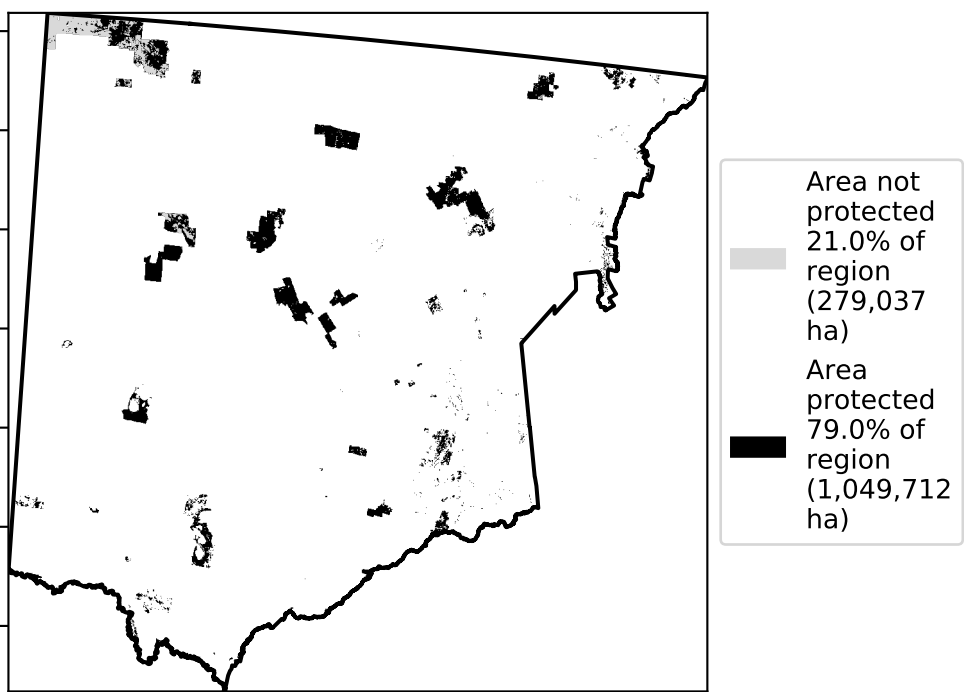 Area not
protected
21.0% of
region
(279,037
ha)
Area
protected
79.0% of
region
(1,049,712
ha)